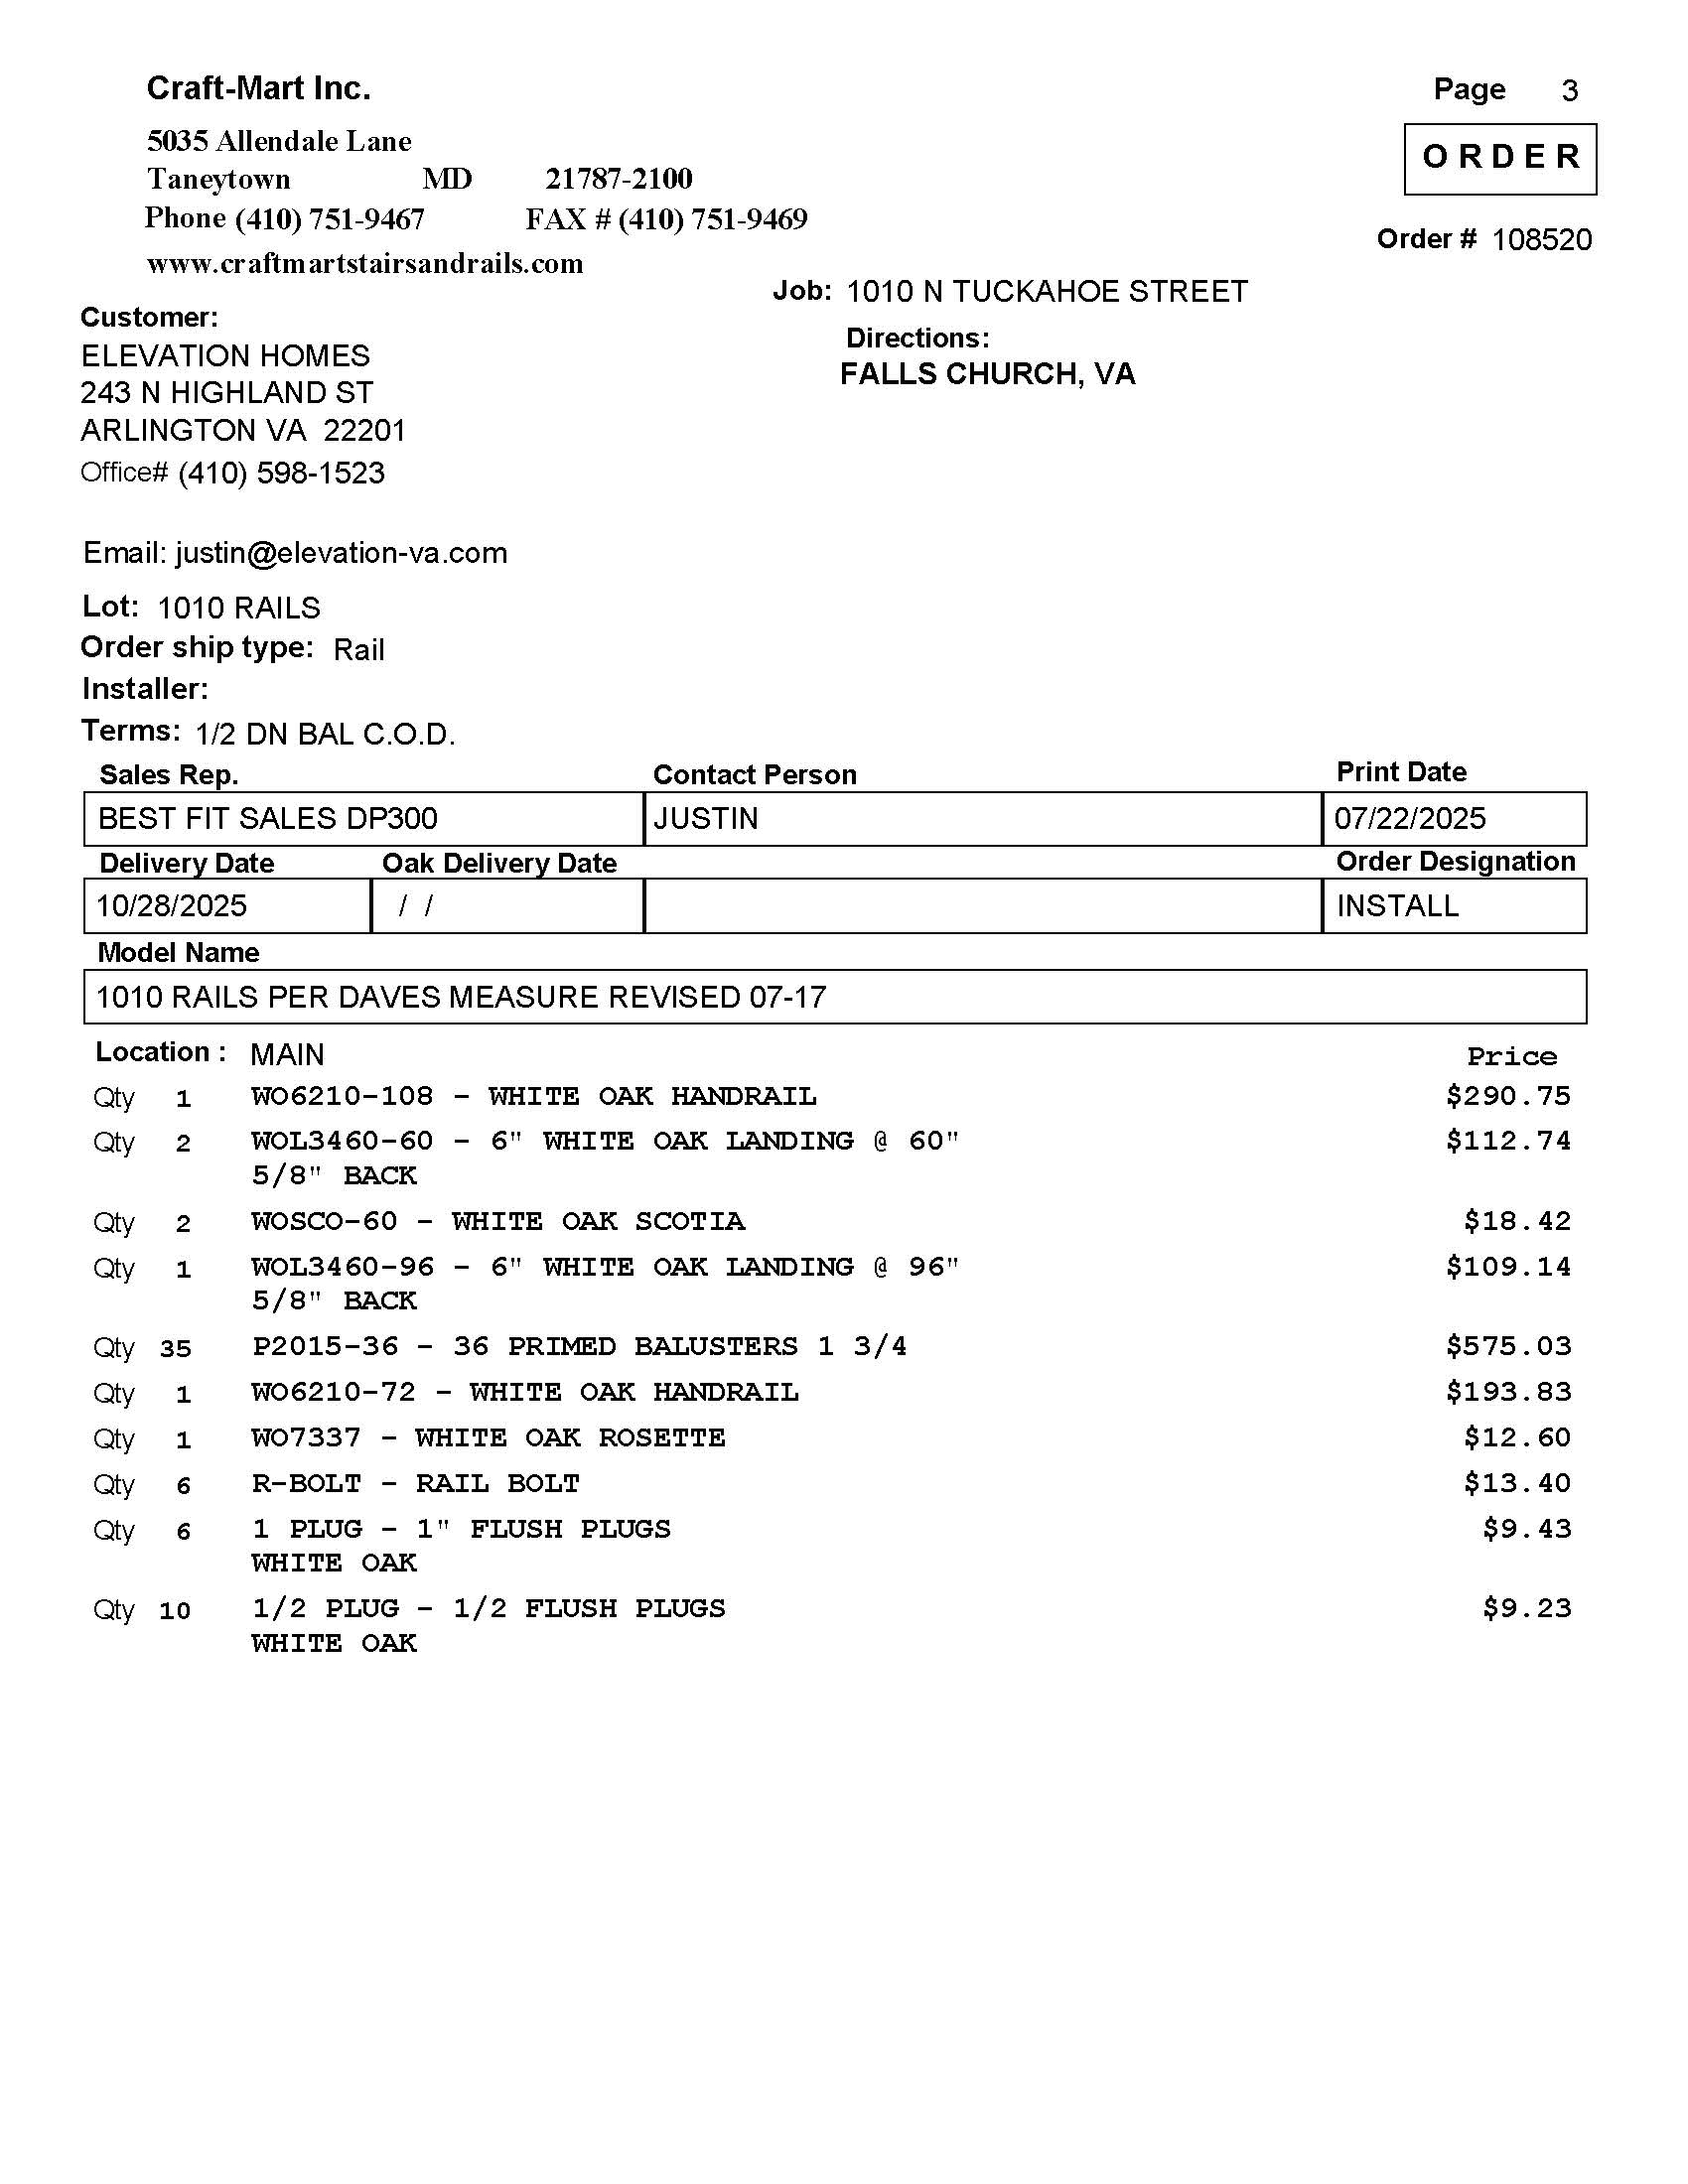 Craft-Mart Inc.
Page 3
5035 Allendale Lane
ORDER
Taneytown MD 21787-2100
Phone (410) 751-9467 FAX # (410) 751-9469
Order # 108520
www.craftmartstairsandrails.com
Job: 1010 N TUCKAHOE STREET
Customer:
Directions:
ELEVATION HOMES
FALLS CHURCH, VA
243 N HIGHLAND ST
ARLINGTON VA 22201
Office# (410) 598-1523
Email: justin@elevation-va.com
Lot: 1010 RAILS
Order ship type: Rail
Installer:
Terms: 1/2 DN BAL C.O.D.
Sales Rep. Contact Person Print Date
BEST FIT SALES DP300 JUSTIN 07/22/2025
Delivery Date Oak Delivery Date Order Designation
10/28/2025 / / INSTALL
Model Name
1010 RAILS PER DAVES MEASURE REVISED 07-17
Location : MAIN Price
Qty 1 WO6210-108 - WHITE OAK HANDRAIL $290.75
Qty 2 WOL3460-60 - 6" WHITE OAK LANDING @ 60" $112.74
5/8" BACK
Qty 2 WOSCO-60 - WHITE OAK SCOTIA $18.42
Qty 1 WOL3460-96 - 6" WHITE OAK LANDING @ 96" $109.14
5/8" BACK
Qty 35 P2015-36 - 36 PRIMED BALUSTERS 1 3/4 $575.03
Qty 1 WO6210-72 - WHITE OAK HANDRAIL $193.83
Qty 1 WO7337 - WHITE OAK ROSETTE $12.60
Qty 6 R-BOLT - RAIL BOLT $13.40
Qty 6 1 PLUG - 1" FLUSH PLUGS $9.43
WHITE OAK
Qty 10 1/2 PLUG - 1/2 FLUSH PLUGS $9.23
WHITE OAK